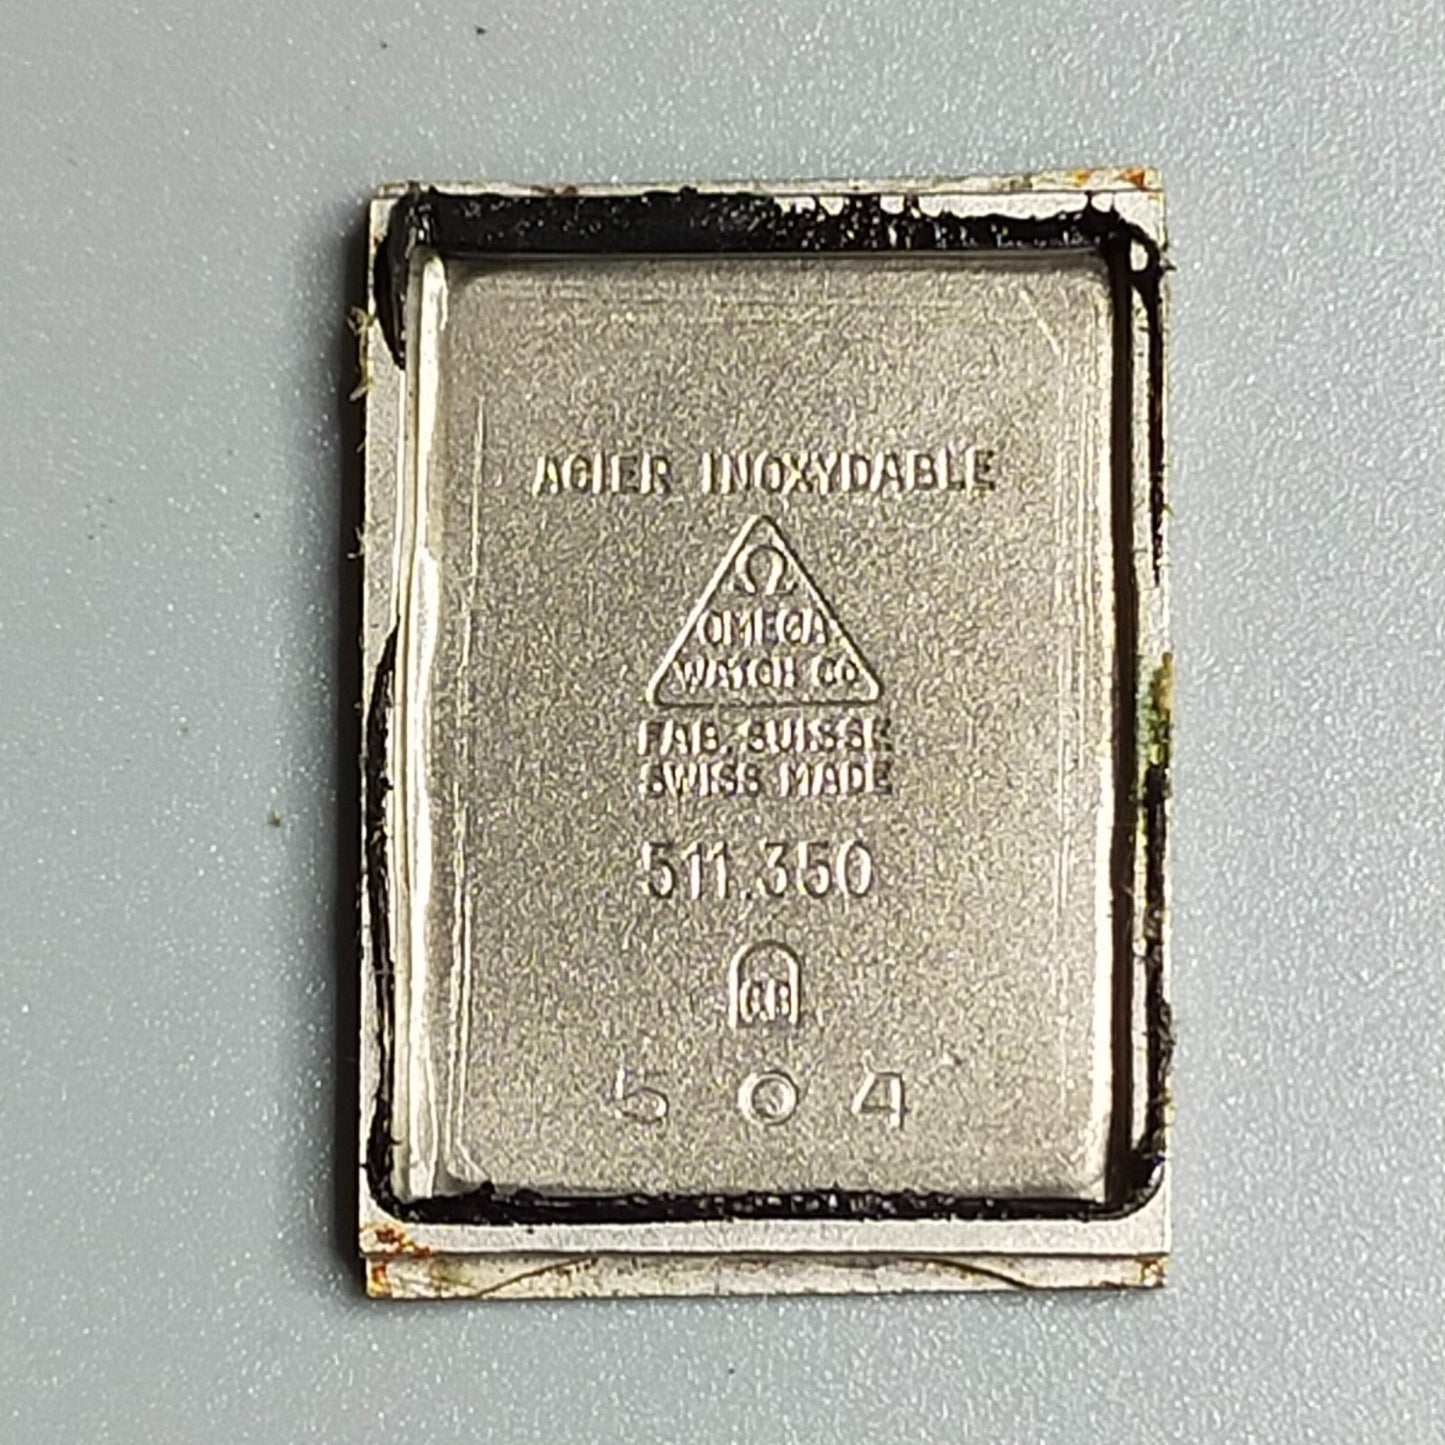 ACIER INOXYDABLE
Ω
OMEGA
WATCH Co
FAB. SUISSE
SWISS MADE
511.350
CB
504